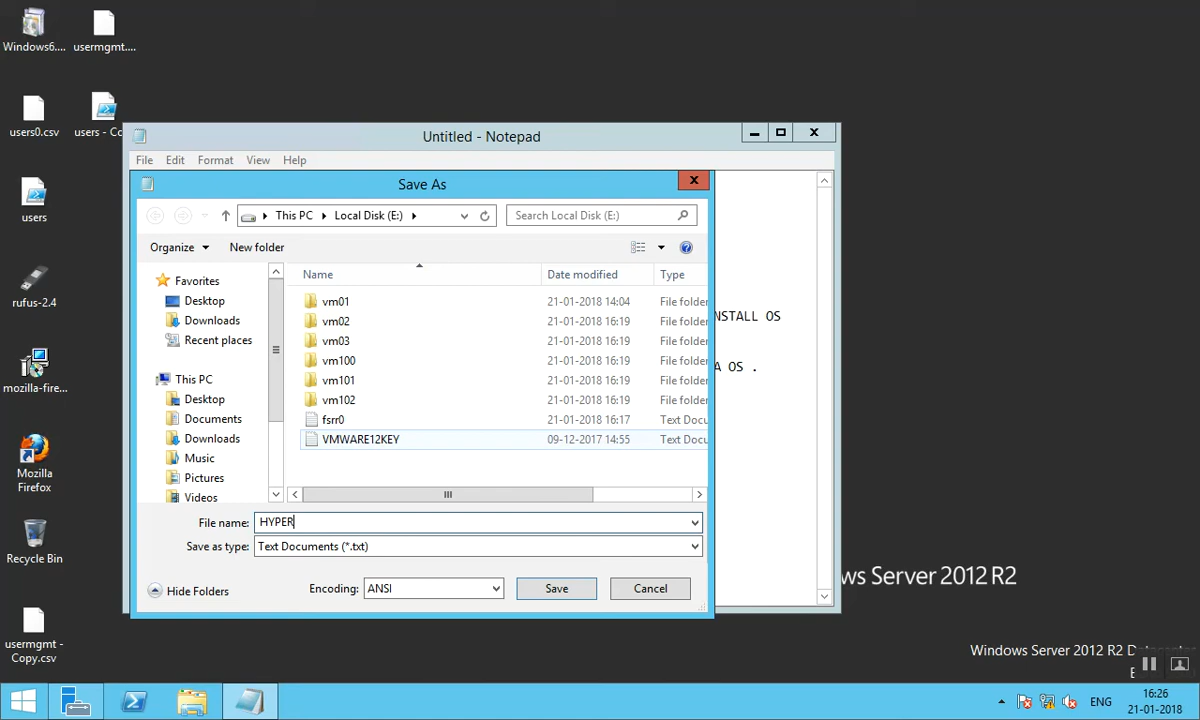 Windows6....
usermgmt....
users0.csv
users - Cc
users
rufus-2.4
mozilla-fire...
Mozilla
Firefox
Recycle Bin
usermgmt -
Copy.csv
Untitled - Notepad
File Edit Format View Help
Save As
This PC
Local Disk (E:)
Search Local Disk (E:)
Organize
New folder
Favorites
Desktop
Downloads
Recent places
This PC
Desktop
Documents
Downloads
Music
Pictures
Videos
Name Date modified Type
vm01 21-01-2018 14:04 File folder
vm02 21-01-2018 16:19 File folder
vm03 21-01-2018 16:19 File folder
vm100 21-01-2018 16:19 File folder
vm101 21-01-2018 16:19 File folder
vm102 21-01-2018 16:19 File folder
fsrr0 21-01-2018 16:17 Text Docu
VMWARE12KEY 09-12-2017 14:55 Text Docu
File name: HYPER
Save as type: Text Documents (*.txt)
Hide Folders
Encoding: ANSI
Save
Cancel
NSTALL OS
A OS .
ws Server 2012 R2
Windows Server 2012 R2 D
ENG
16:26
21-01-2018